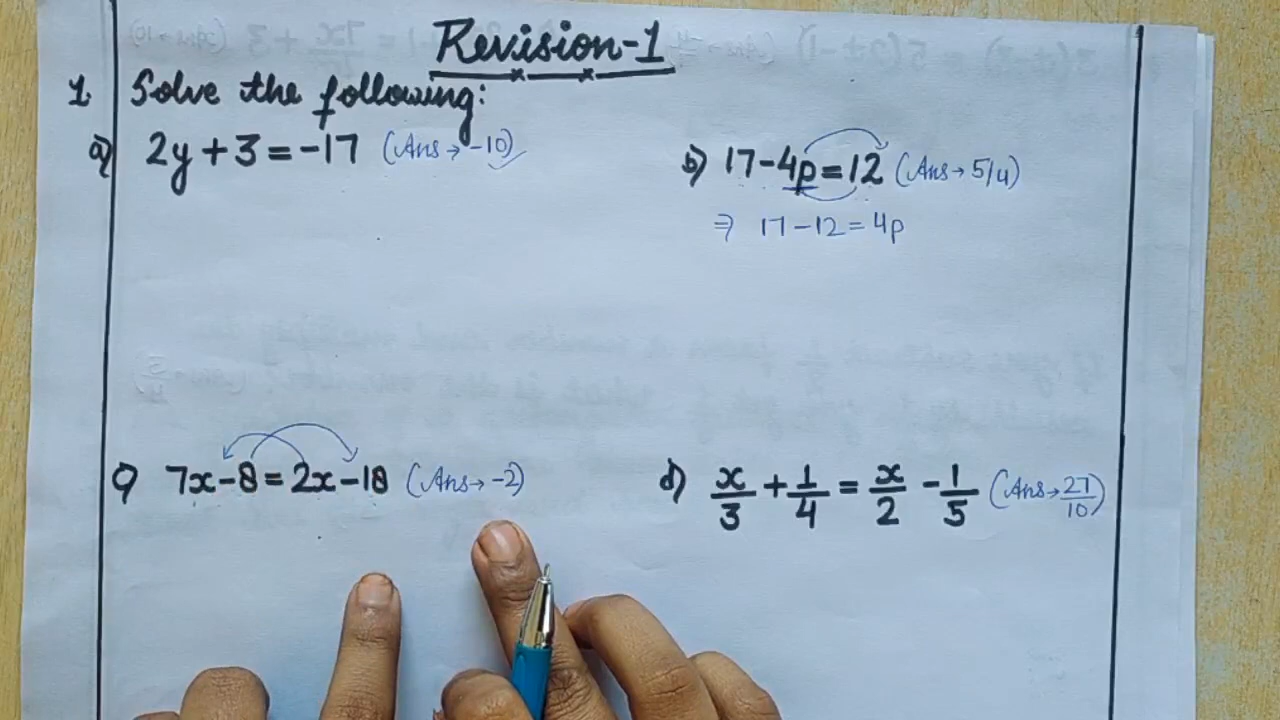 Revision-1
1. Solve the following:
a) 2y + 3 = -17 (Ans → -10)
b) 17 - 4p = 12 (Ans → 5/4)
⇒ 17 - 12 = 4p
c) 7x - 8 = 2x - 18 (Ans → -2)
d) x/3 + 1/4 = x/2 - 1/5 (Ans → 27/10)